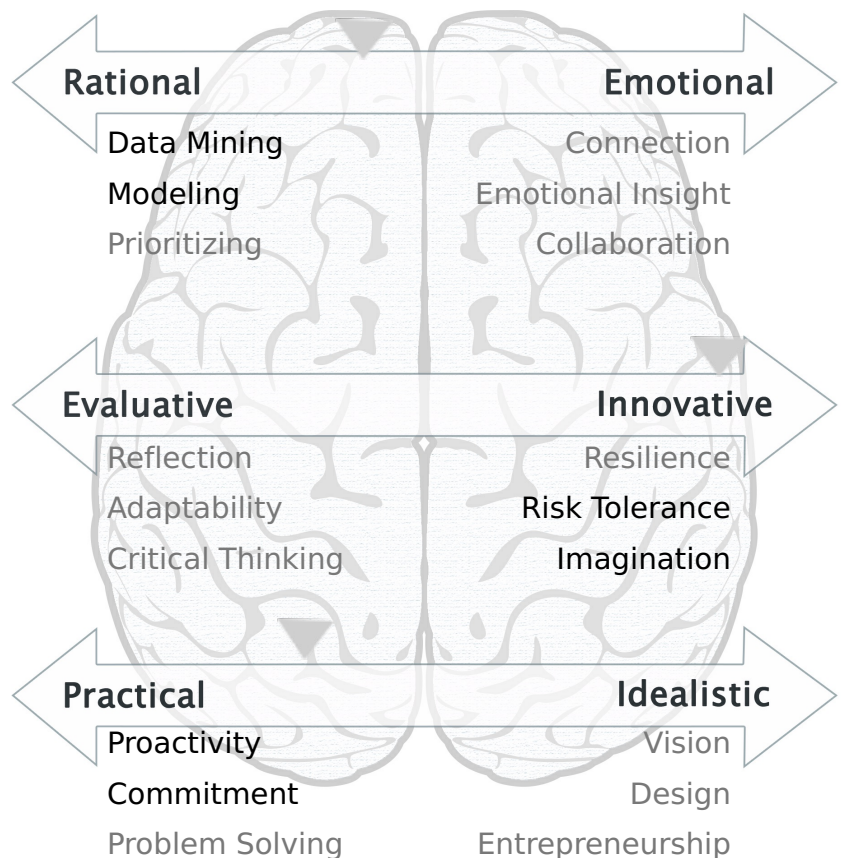 Rational Emotional
Data Mining Connection
Modeling Emotional Insight
Prioritizing Collaboration
Evaluative Innovative
Reflection Resilience
Adaptability Risk Tolerance
Critical Thinking Imagination
Practical Idealistic
Proactivity Vision
Commitment Design
Problem Solving Entrepreneurship